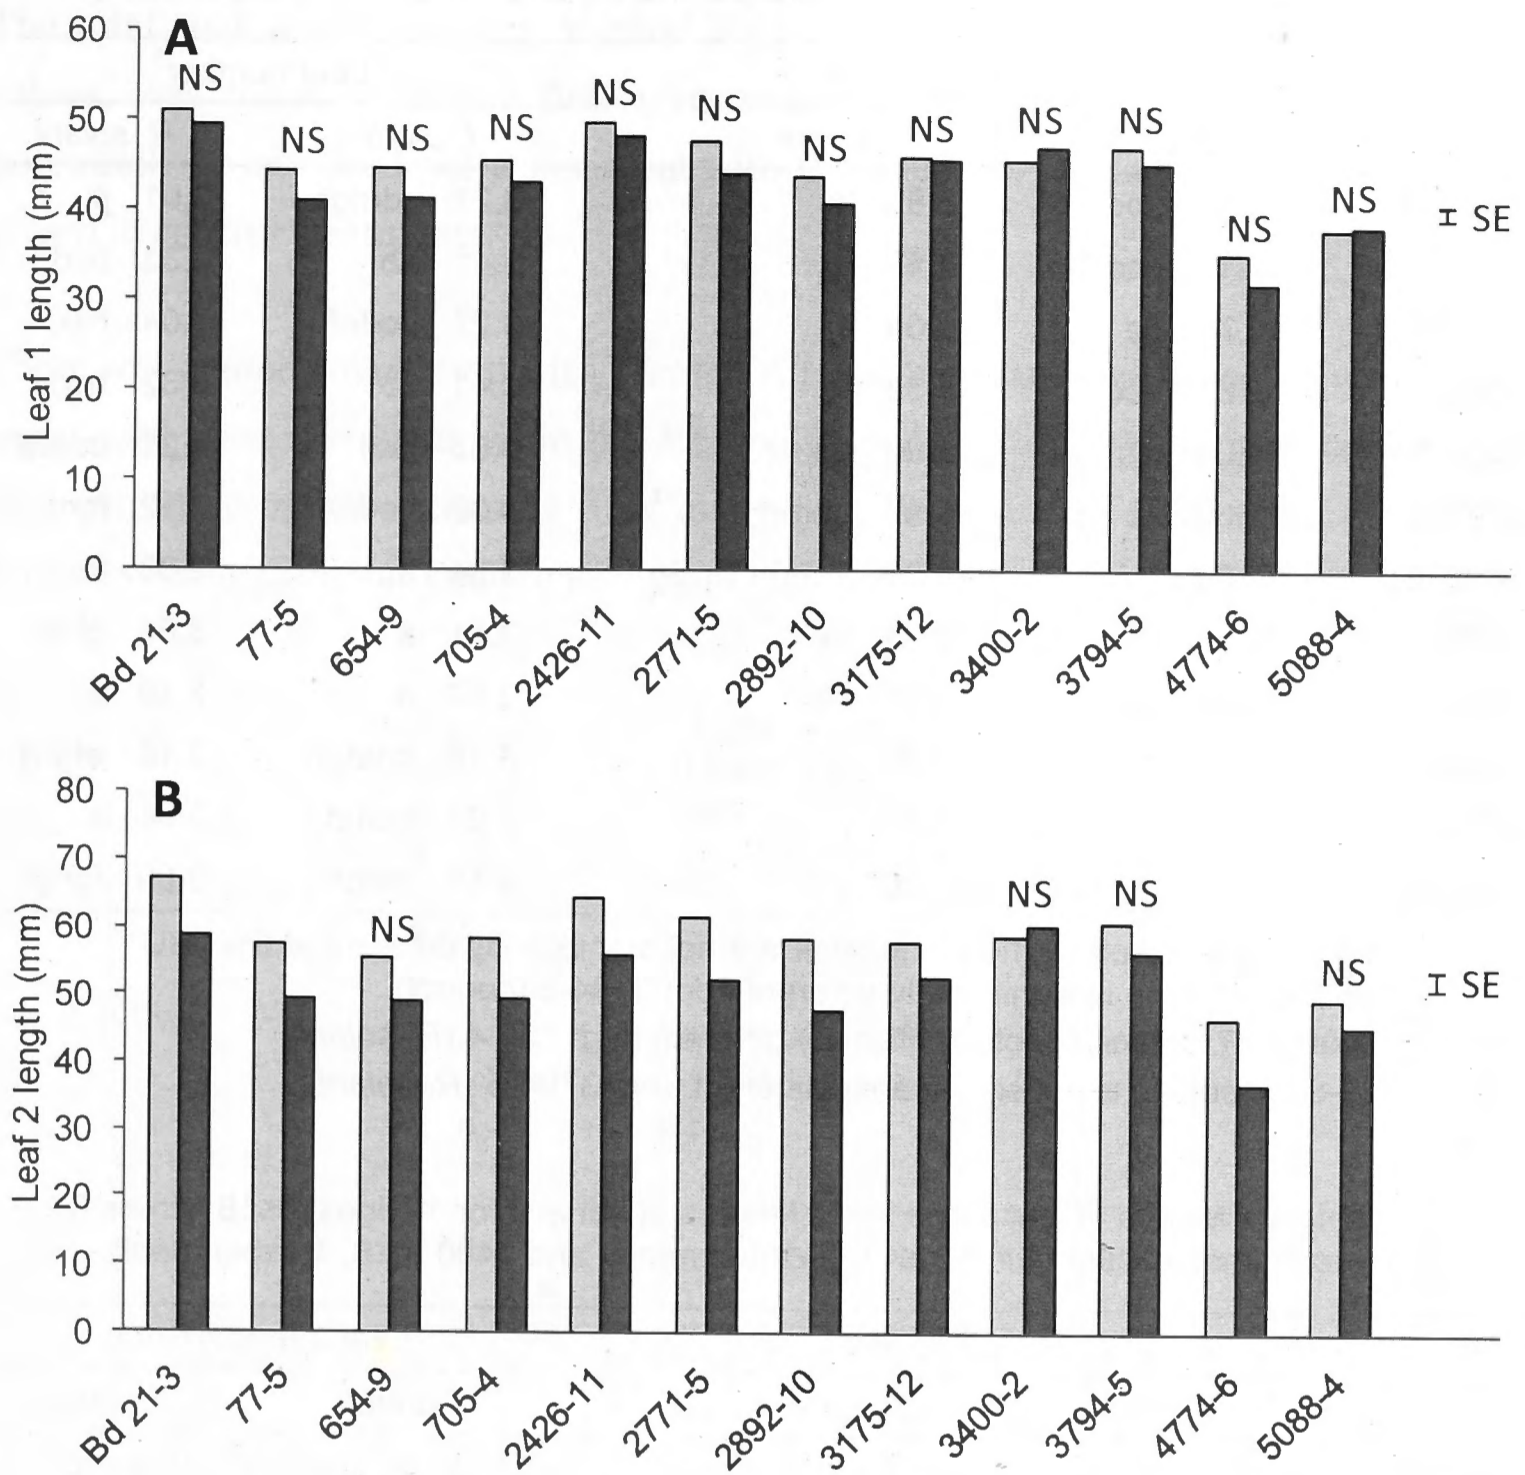 A
60
50
40
30
20
10
0
Leaf 1 length (mm)
NS
NS
NS
NS
NS
NS
NS
NS
NS
NS
NS
NS
SE
Bd 21-3
77-5
654-9
705-4
2426-11
2771-5
2892-10
3175-12
3400-2
3794-5
4774-6
5088-4
B
80
70
60
50
40
30
20
10
0
Leaf 2 length (mm)
NS
NS
NS
NS
SE
Bd 21-3
77-5
654-9
705-4
2426-11
2771-5
2892-10
3175-12
3400-2
3794-5
4774-6
5088-4